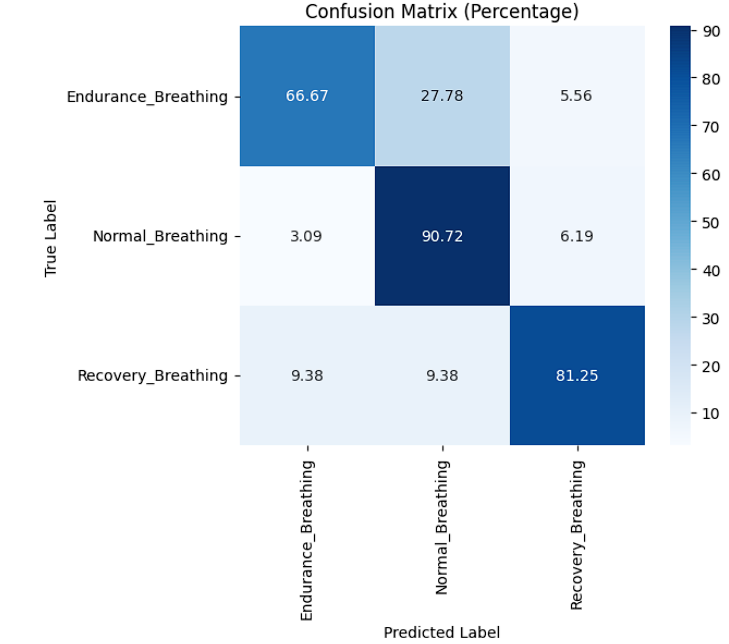 Confusion Matrix (Percentage)
True Label
Endurance_Breathing 66.67 27.78 5.56
Normal_Breathing 3.09 90.72 6.19
Recovery_Breathing 9.38 9.38 81.25
Endurance_Breathing
Normal_Breathing
Recovery_Breathing
Predicted Label
90
80
70
60
50
40
30
20
10